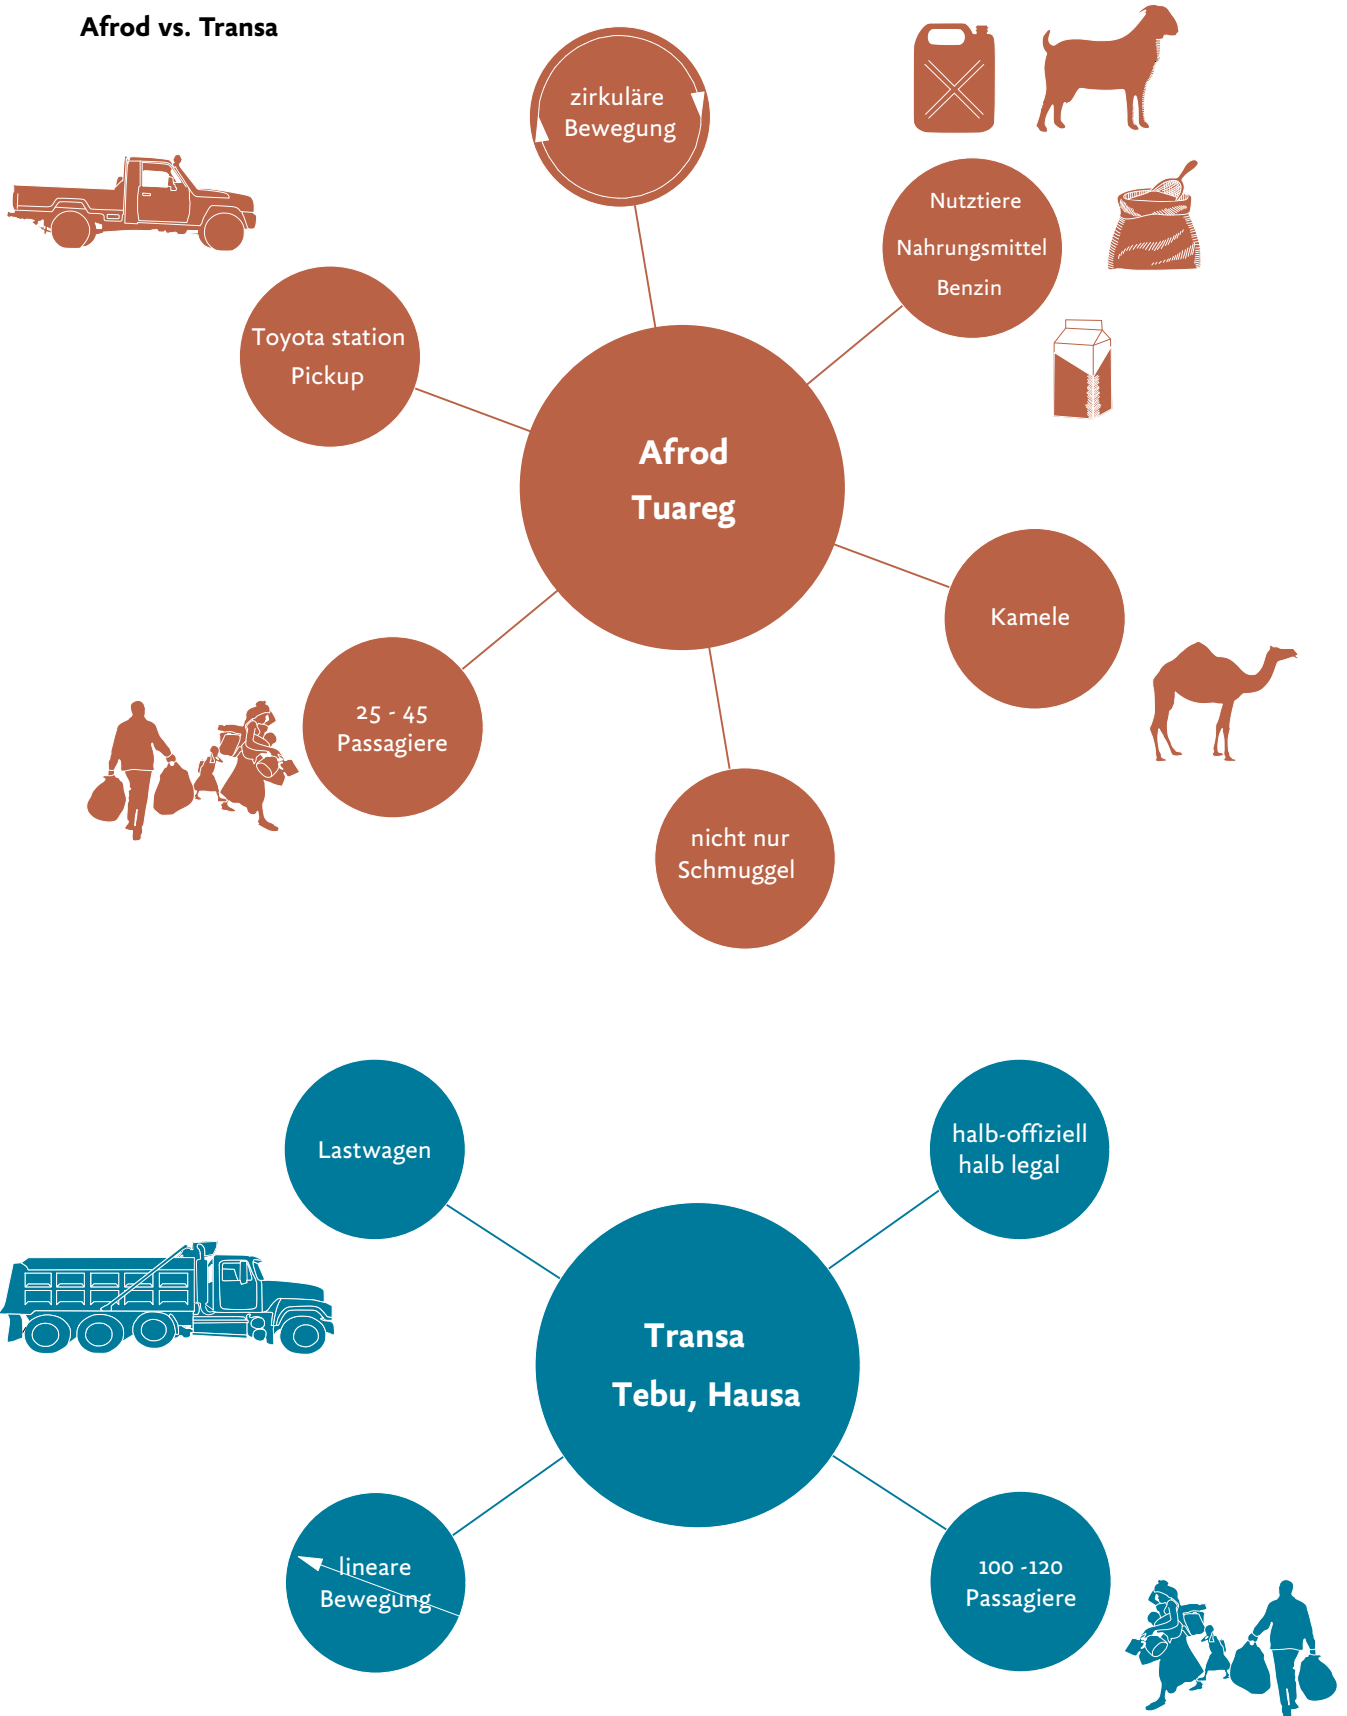 Afrod vs. Transa
zirkuläre
Bewegung
Nutztiere
Nahrungsmittel
Benzin
Toyota station
Pickup
Afrod
Tuareg
Kamele
25 - 45
Passagiere
nicht nur
Schmuggel
Lastwagen
halb-offiziell
halb legal
Transa
Tebu, Hausa
lineare
Bewegung
100 -120
Passagiere